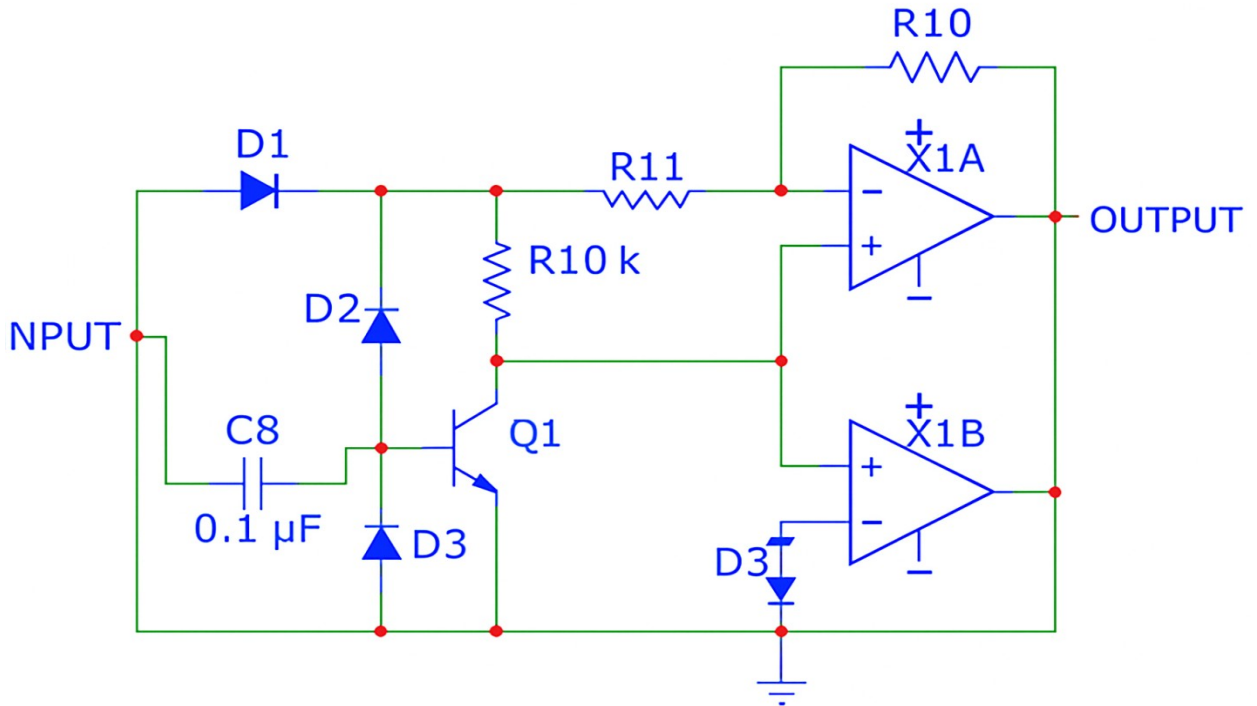 R10
D1
R11
+
X1A
−
+
−
OUTPUT
R10 k
D2
NPUT
C8
0.1 µF
Q1
D3
+
X1B
+
−
−
D3